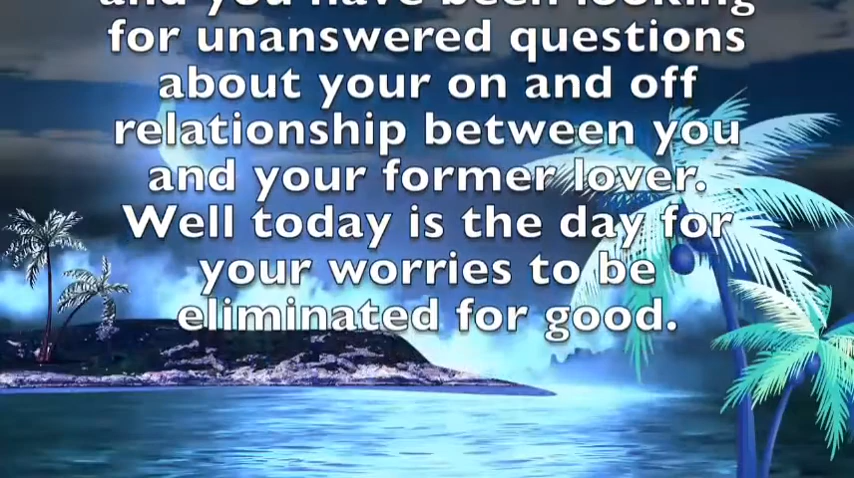 and you have been looking
for unanswered questions
about your on and off
relationship between you
and your former lover.
Well today is the day for
your worries to be
eliminated for good.